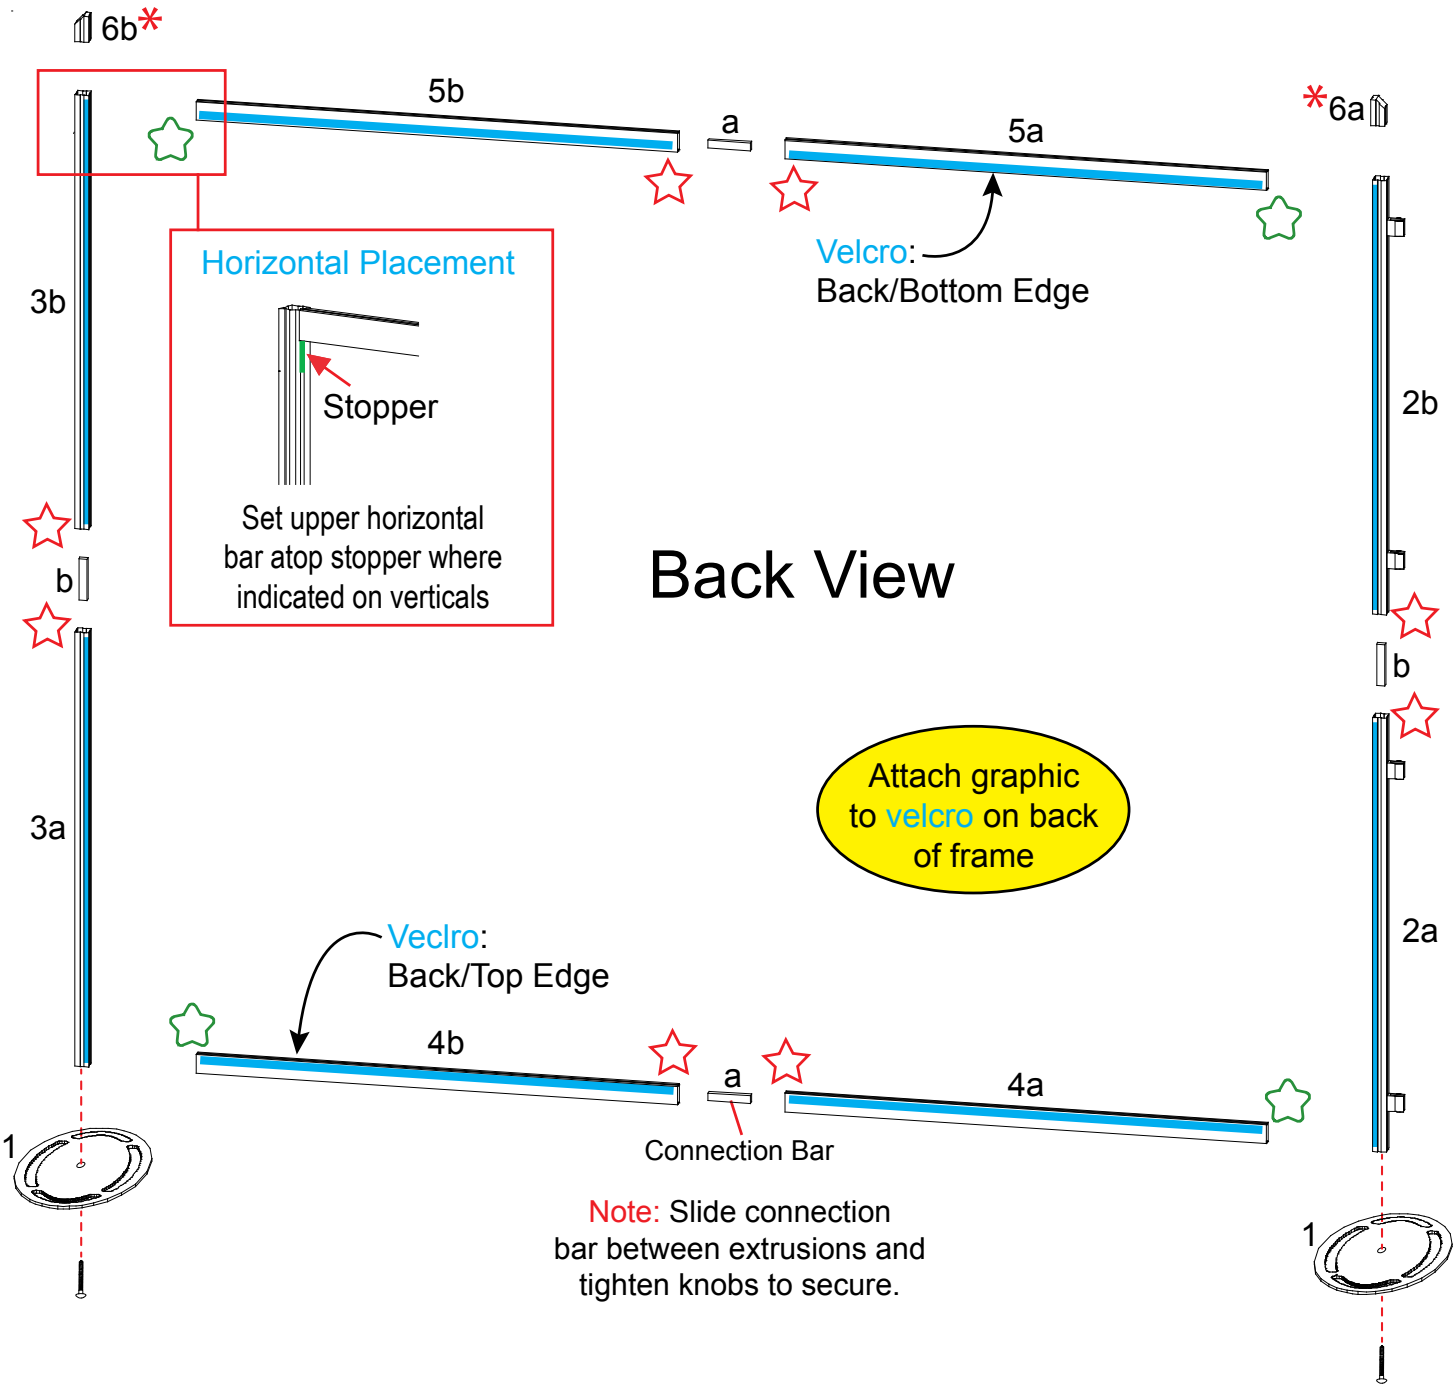 6b*
5b
a
5a
*6a
Horizontal Placement
Stopper
Set upper horizontal
bar atop stopper where
indicated on verticals
3b
Velcro:
Back/Bottom Edge
2b
Back View
b
b
Attach graphic
to velcro on back
of frame
3a
2a
Veclro:
Back/Top Edge
4b
a
4a
Connection Bar
1
Note: Slide connection
bar between extrusions and
tighten knobs to secure.
1